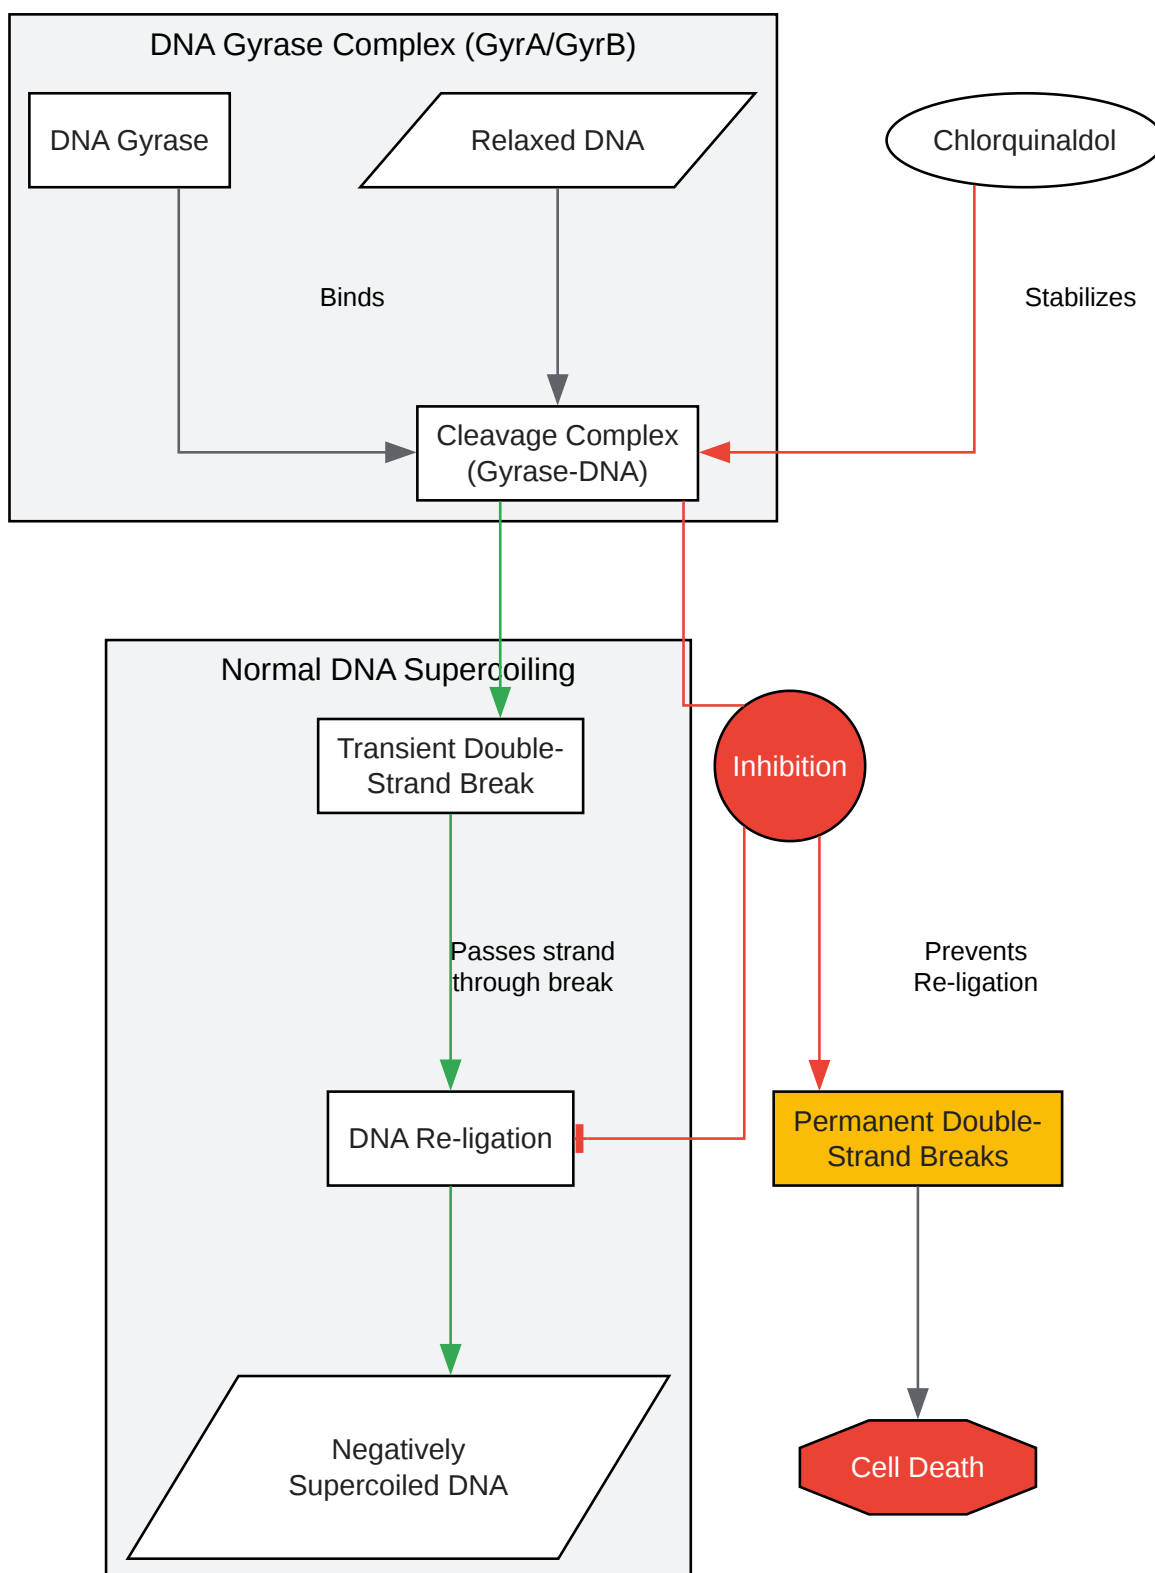 DNA Gyrase Complex (GyrA/GyrB)
DNA Gyrase
Relaxed DNA
Chlorquinaldol
Binds
Stabilizes
Cleavage Complex
(Gyrase-DNA)
Normal DNA Supercoiling
Transient Double-
Strand Break
Inhibition
Passes strand
through break
Prevents
Re-ligation
DNA Re-ligation
Permanent Double-
Strand Breaks
Negatively
Supercoiled DNA
Cell Death